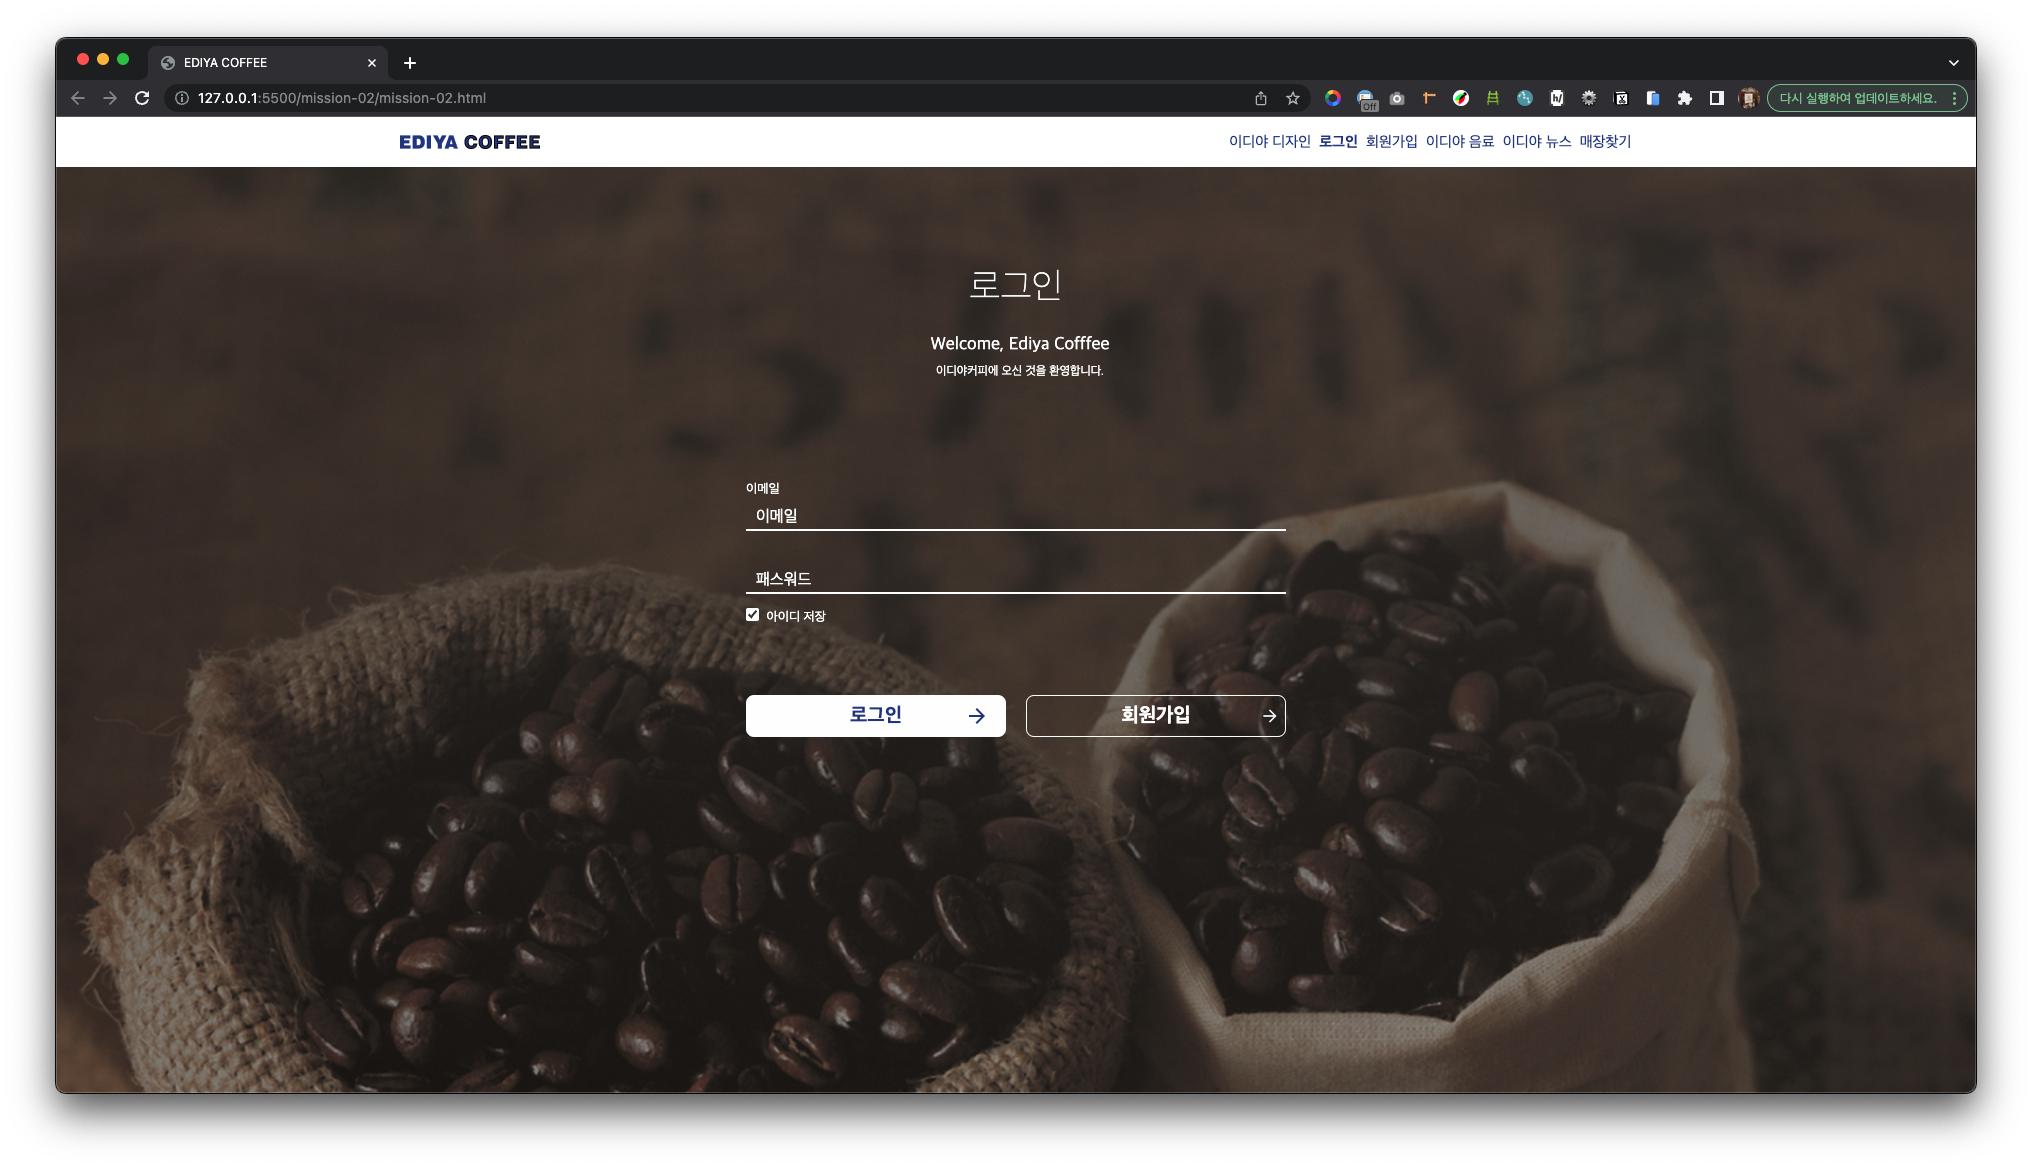 EDIYA COFFEE
127.0.0.1:5500/mission-02/mission-02.html
Off
다시 실행하여 업데이트하세요.
EDIYA COFFEE
이디야 디자인 로그인 회원가입 이디야 음료 이디야 뉴스 매장찾기
로그인
Welcome, Ediya Cofffee
이디야커피에 오신 것을 환영합니다.
이메일
이메일
패스워드
아이디 저장
로그인
회원가입